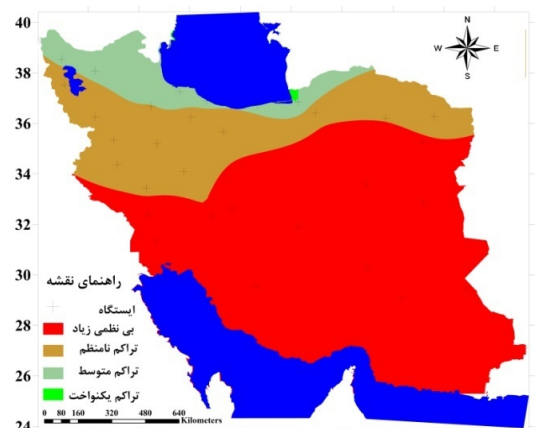 40
38
36
34
32
30
28
26
24
N
W E
S
راهنمای نقشه
ایستگاه
بی نظمی زیاد
تراکم نامنظم
تراکم متوسط
تراکم یکنواخت
0 80 160 320 480 640
Kilometers